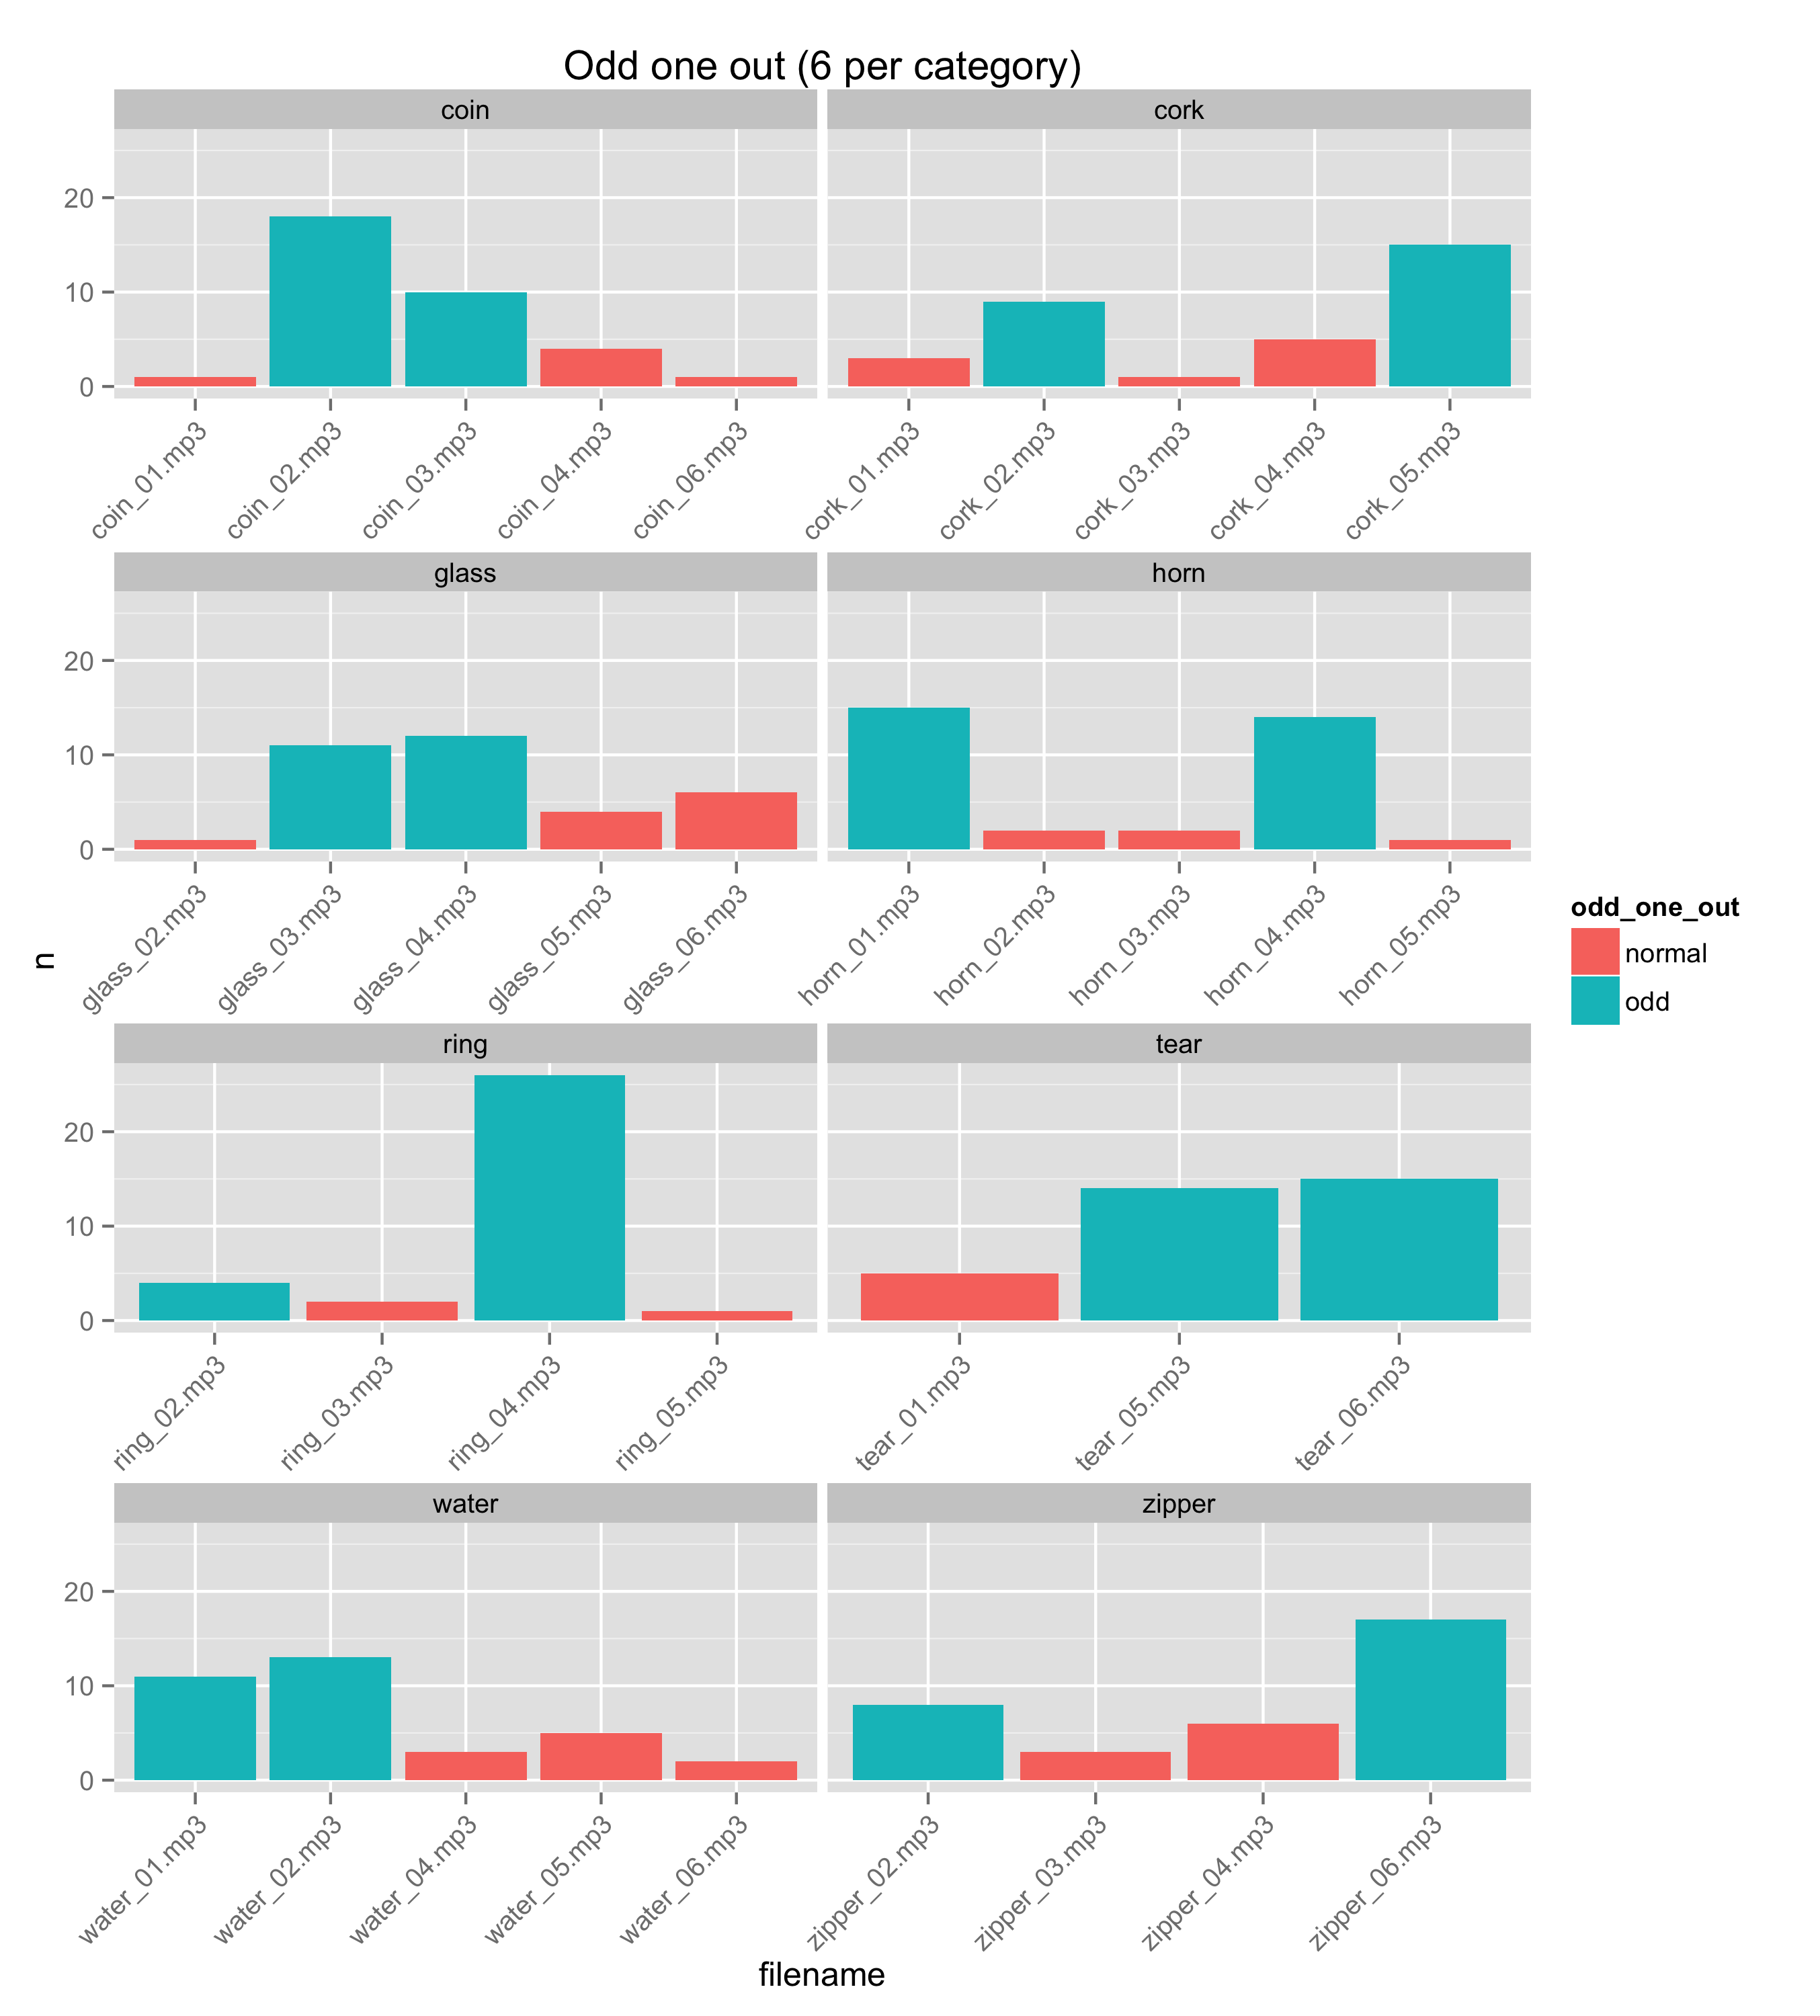 Odd one out (6 per category)
coin
cork
20
10
0
coin_01.mp3
coin_02.mp3
coin_03.mp3
coin_04.mp3
coin_06.mp3
cork_01.mp3
cork_02.mp3
cork_03.mp3
cork_04.mp3
cork_05.mp3
glass
horn
20
10
0
glass_02.mp3
glass_03.mp3
glass_04.mp3
glass_05.mp3
glass_06.mp3
horn_01.mp3
horn_02.mp3
horn_03.mp3
horn_04.mp3
horn_05.mp3
n
odd_one_out
normal
odd
ring
tear
20
10
0
ring_02.mp3
ring_03.mp3
ring_04.mp3
ring_05.mp3
tear_01.mp3
tear_05.mp3
tear_06.mp3
water
zipper
20
10
0
water_01.mp3
water_02.mp3
water_04.mp3
water_05.mp3
water_06.mp3
zipper_02.mp3
zipper_03.mp3
zipper_04.mp3
zipper_06.mp3
filename